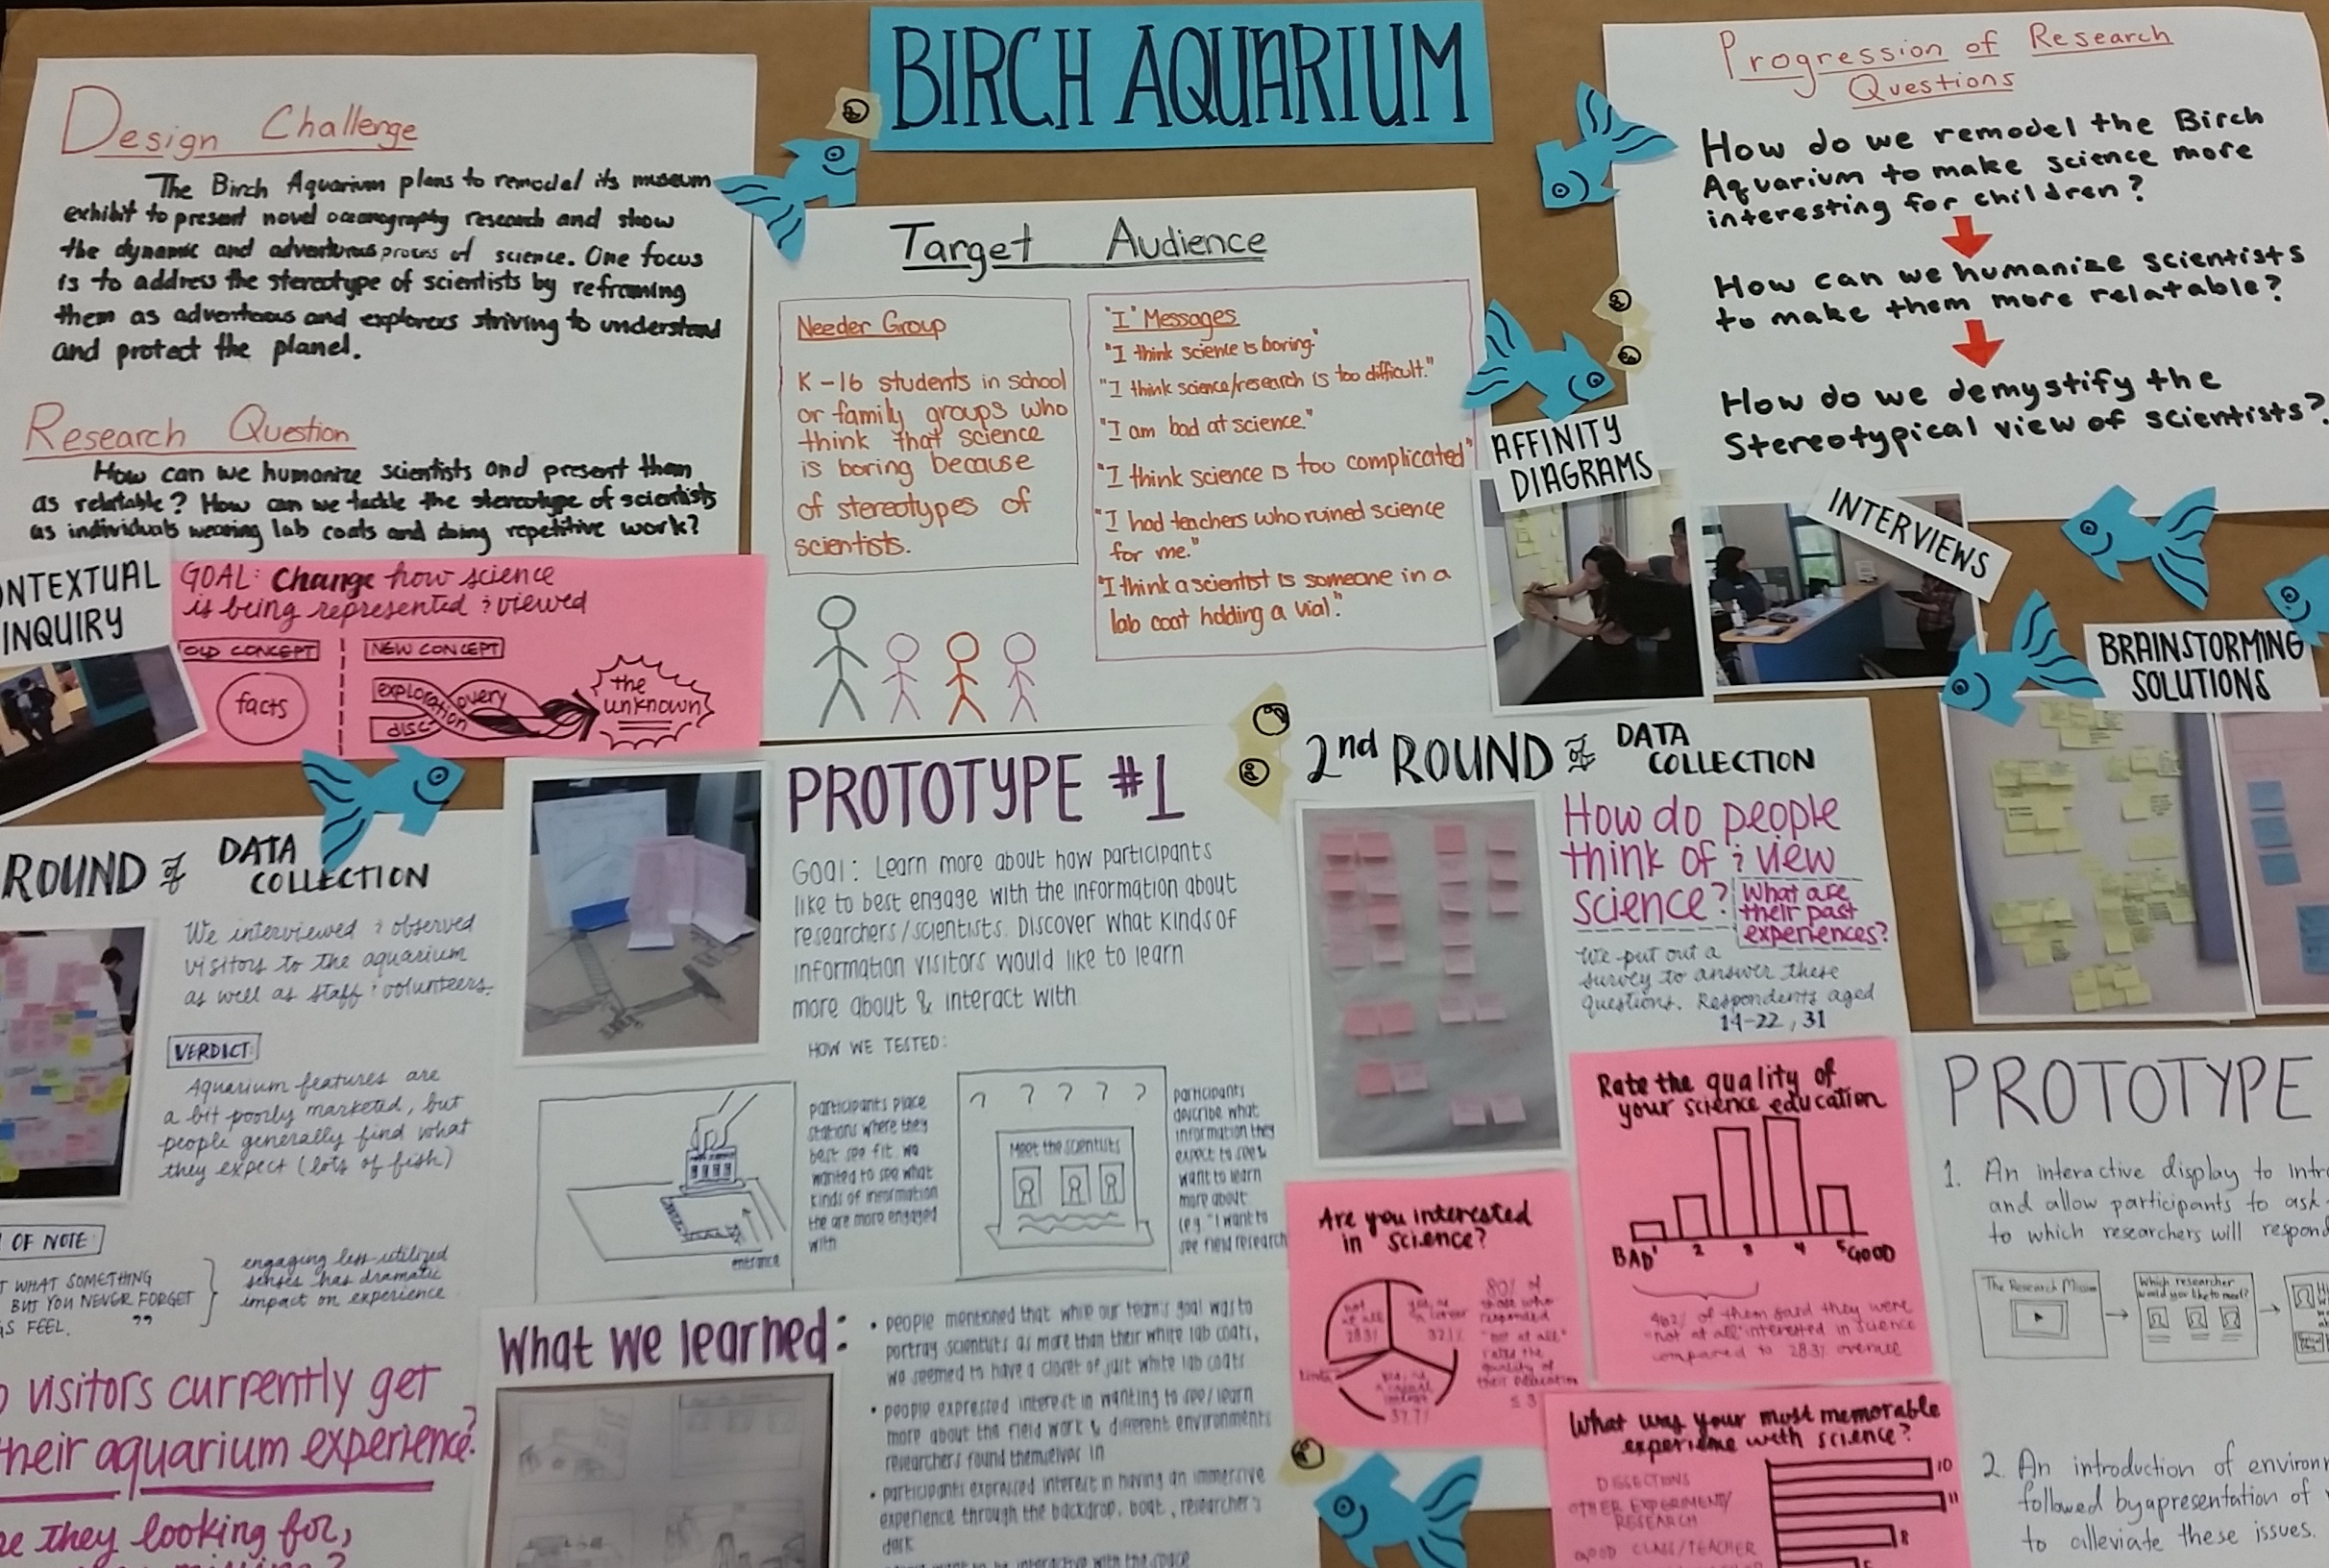 BIRCH AQUARIUM
Design Challenge
The Birch Aquarium plans to remodel its museum
exhibit to present novel oceanography research and show
the dynamic and adventurous process of science. One focus
is to address the stereotype of scientists by reframing
them as adventurous and explorers striving to understand
and protect the planet.
Research Question
How can we humanize scientists and present them
as relatable? How can we tackle the stereotype of scientists
as individuals wearing lab coats and doing repetitive work?
Target Audience
Needer Group
K-16 students in school
or family groups who
think that science
is boring because
of stereotypes of
scientists.
"I" Messages
"I think science is boring."
"I think science/research is too difficult."
"I am bad at science."
"I think science is too complicated"
"I had teachers who ruined science
for me."
"I think a scientist is someone in a
lab coat holding a vial."
Progression of Research
Questions
How do we remodel the Birch
Aquarium to make science more
interesting for children?
How can we humanize scientists
to make them more relatable?
How do we demystify the
Stereotypical view of scientists?
AFFINITY
DIAGRAMS
INTERVIEWS
BRAINSTORMING
SOLUTIONS
ONTEXTUAL
INQUIRY
GOAL: Change how science
is being represented & viewed
OLD CONCEPT
facts
NEW CONCEPT
exploration
discovery
the
unknown
ROUND of DATA
COLLECTION
We interviewed & observed
visitors to the aquarium
as well as staff & volunteers.
VERDICT:
Aquarium features are
a bit poorly marketed, but
people generally find what
they expect (lots of fish)
OF NOTE:
T WHAT SOMETHING
BUT YOU NEVER FORGET
GS FEEL. "
engaging less-utilized
senses has dramatic
impact on experience
visitors currently get
their aquarium experience?
re they looking for,
PROTOTYPE #1
Goal: Learn more about how participants
like to best engage with the information about
researchers/scientists. Discover what kinds of
information visitors would like to learn
more about & interact with
HOW WE TESTED:
entrance
participants place
stations where they
best see fit. we
wanted to see what
kinds of information
the are more engaged
with
? ? ? ? ?
Meet the scientists
participants
describe what
information they
expect to see &
want to learn
more about
(e.g. "I want to
see field research
What we learned:
• people mentioned that while our team's goal was to
portray scientists as more than their white lab coats,
we seemed to have a closet of just white lab coats
• people expressed interest in wanting to see/learn
more about the field work & different environments
researchers found themselves in
• participants expressed interest in having an immersive
experience through the backdrop, boat, researcher's
interactive with the space
2nd ROUND of DATA
COLLECTION
How do people
think of & view
science?
What are
their past
experiences?
We put out a
survey to answer these
questions. Respondents aged
14-22, 31
Rate the quality of
your science education
BAD 1 2 3 4 5 GOOD
of them said they were
"not at all" interested in science
compared to 28.3% overall
Are you interested
in science?
not
at all
28.3%
32.1%
37.7%
80% of
those who
responded
"not at all"
rated the
quality of
their education
≤ 3
What was your most memorable
experience with science?
DISSECTIONS 10
OTHER EXPERIMENT/
RESEARCH 11
GOOD CLASS/TEACHER 8
PROTOTYPE
1. An interactive display to intr
and allow participants to ask
to which researchers will respon
The Research Mission
Which researcher
would you like to meet?
2. An introduction of environ
followed by a presentation of
to alleviate these issues.